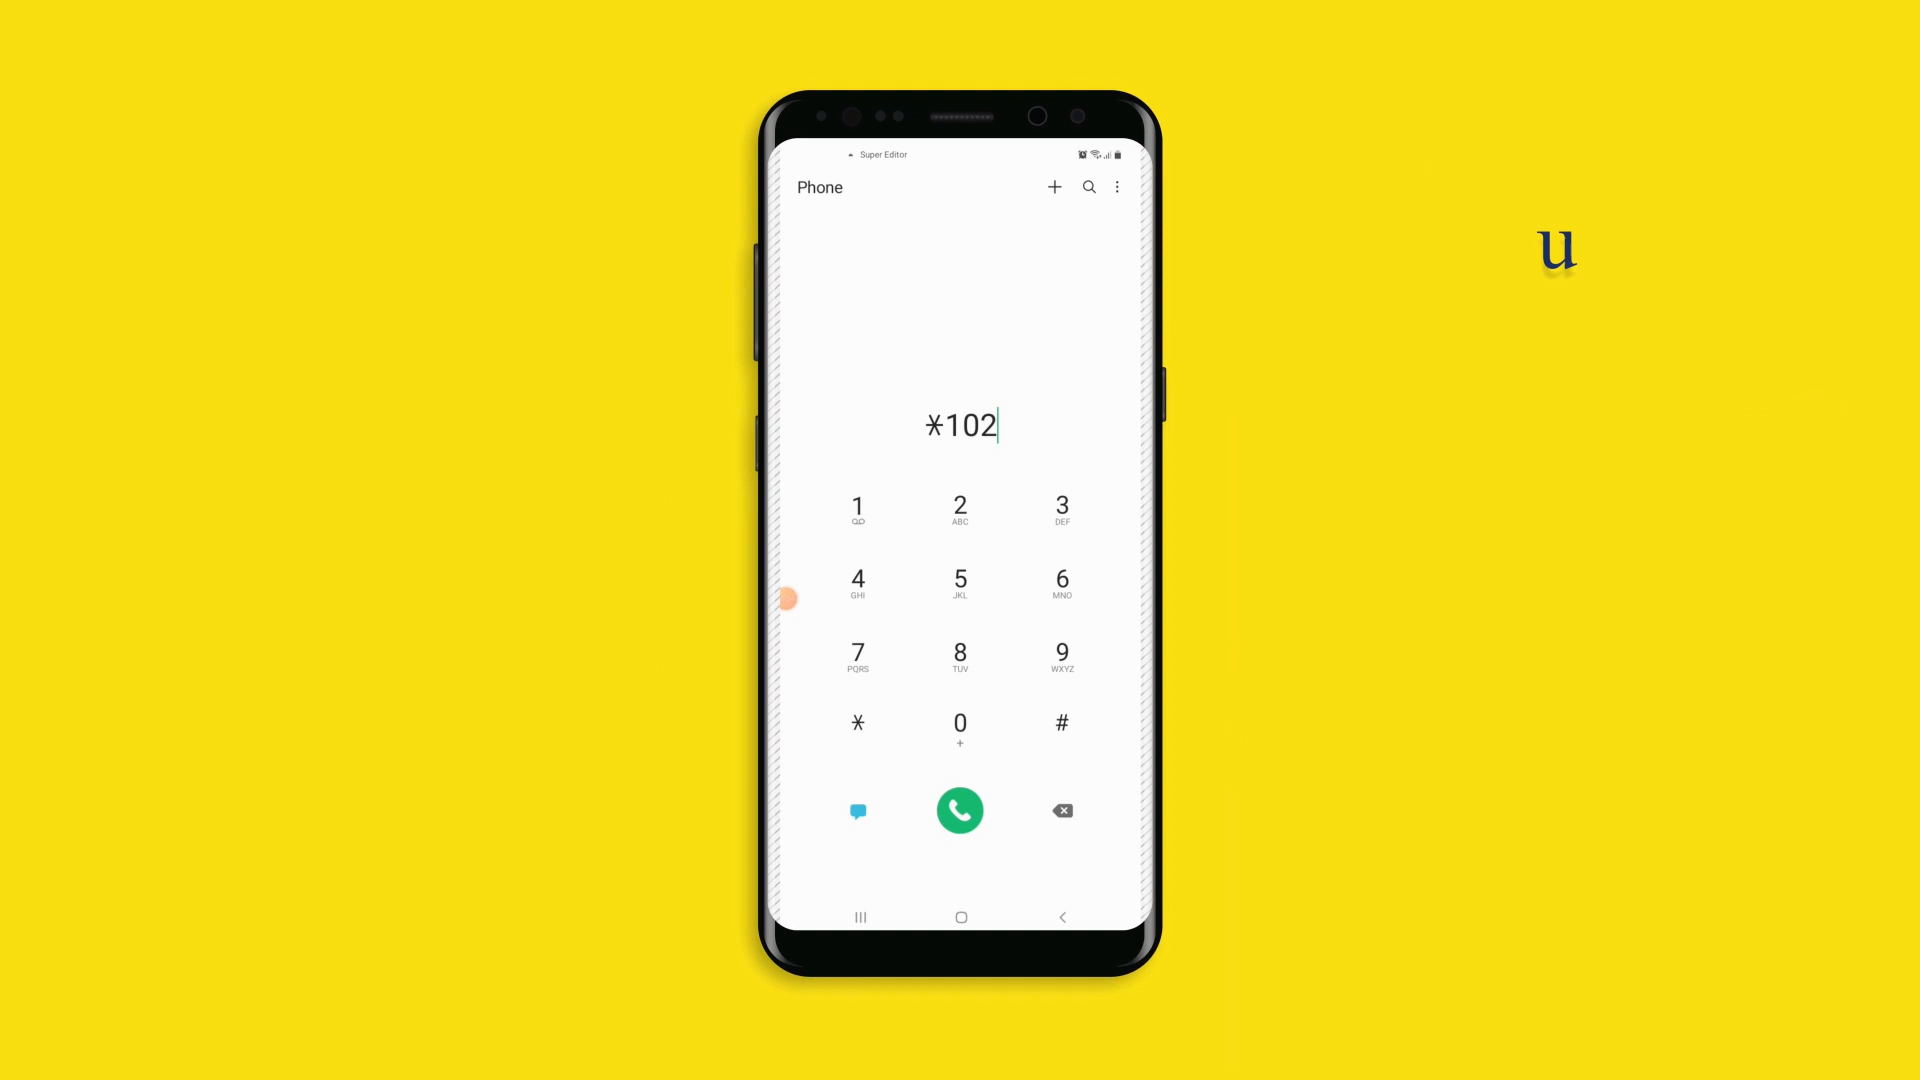 Super Editor
Phone
u
*102
1 2 3
ABC DEF
4 5 6
GHI JKL MNO
7 8 9
PQRS TUV WXYZ
* 0 #
+